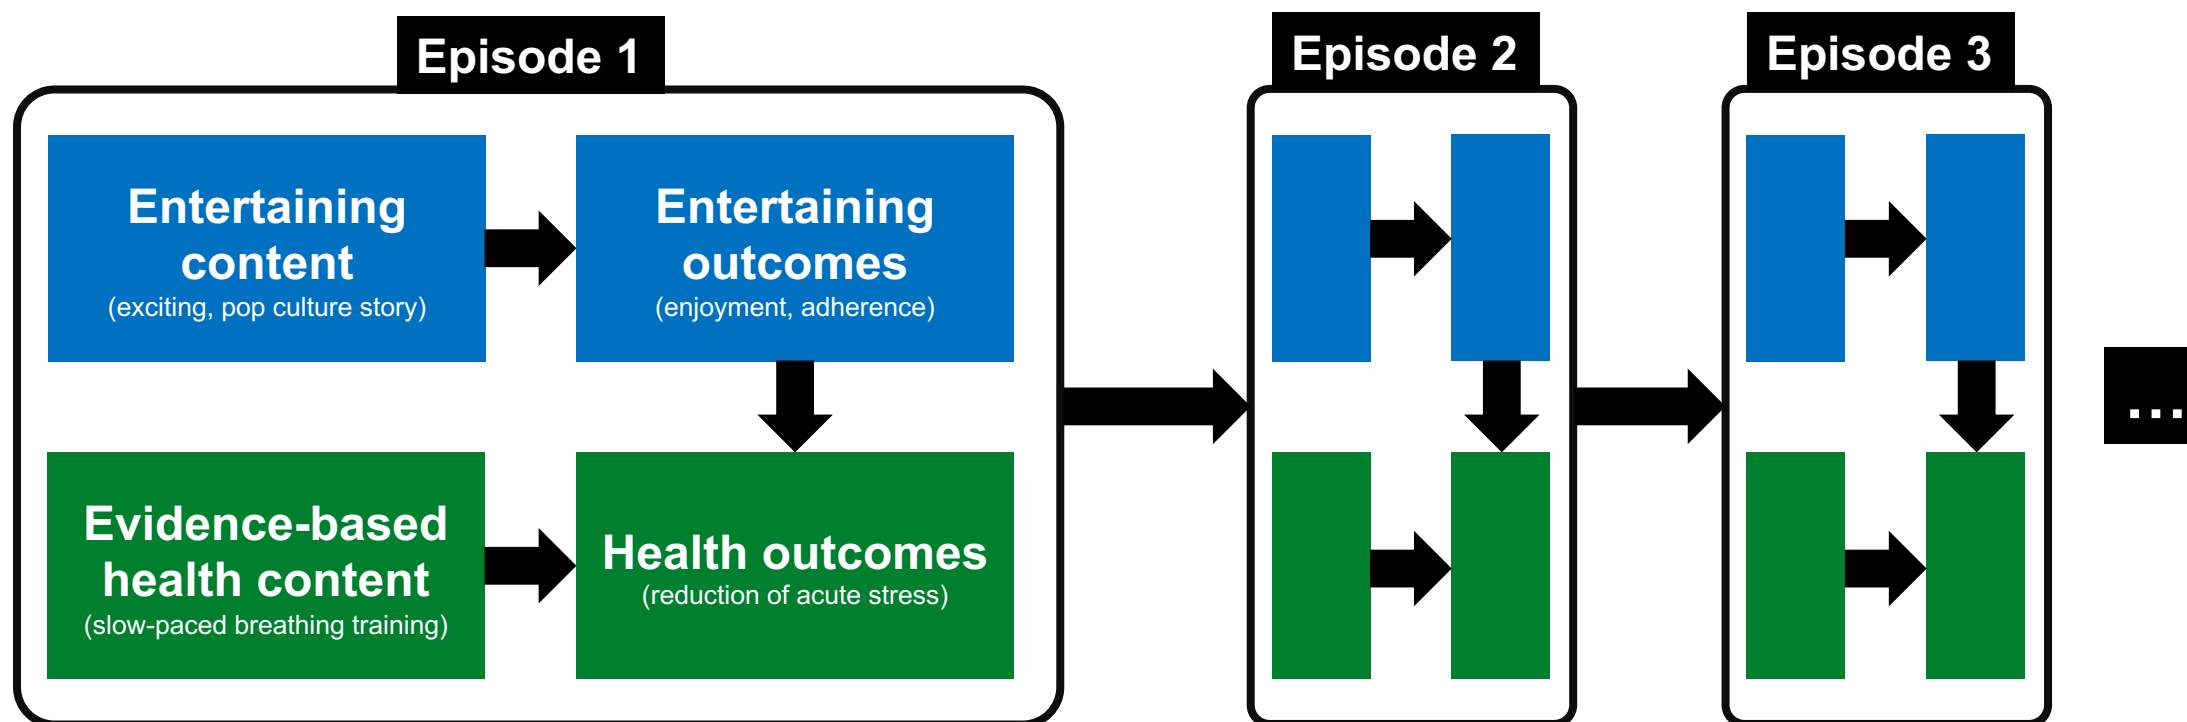 Episode 1
Episode 2
Episode 3
Entertaining
content
(exciting, pop culture story)
Entertaining
outcomes
(enjoyment, adherence)
Evidence-based
health content
(slow-paced breathing training)
Health outcomes
(reduction of acute stress)
...